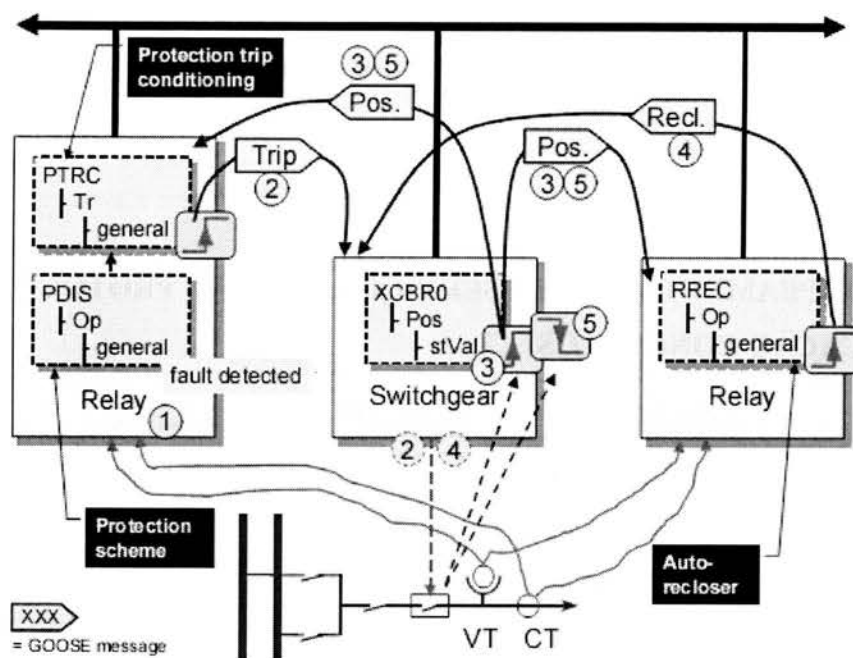 Protection trip
conditioning
3 5
Pos.
Recl.
4
Trip
2
Pos.
3 5
PTRC
Tr
general
PDIS
Op
general
fault detected
Relay
1
XCBR0
Pos
stVal
3
5
Switchgear
RREC
Op
general
Relay
2 4
Protection
scheme
Auto-
recloser
XXX
= GOOSE message
VT
CT